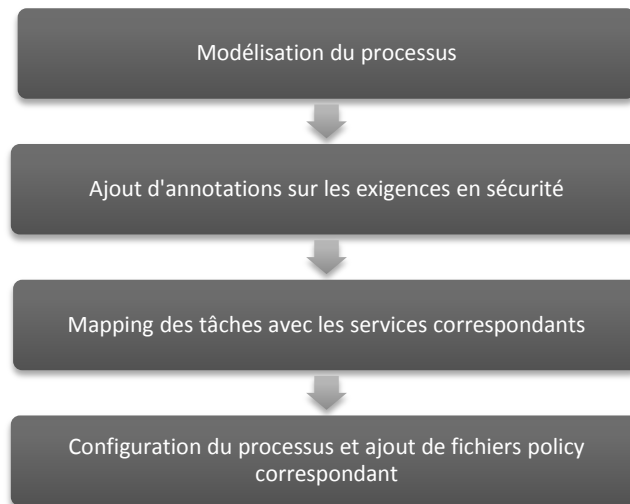 Modélisation du processus
Ajout d'annotations sur les exigences en sécurité
Mapping des tâches avec les services correspondants
Configuration du processus et ajout de fichiers policy
correspondant